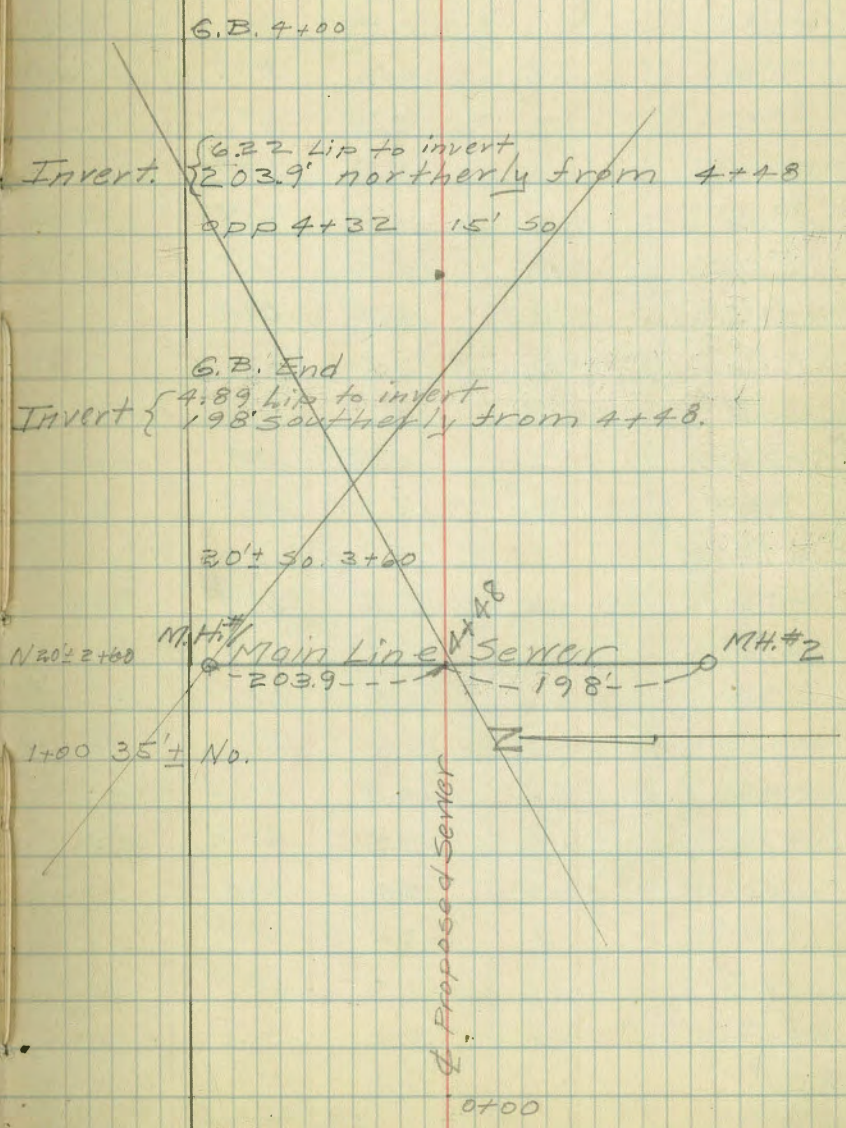 G.B. 4+00
6.22 Lip to invert
Invert. { 203.9' northerly from 4+48
opp 4+32 15' So
G.B. End
4.89 Lip to invert
Invert { 198' southerly from 4+48.
20'± So. 3+60
4+48
N 20'± 2+60 M.H.#1 Main Line Sewer MH.#2
203.9 198'
N
1+00 35'± No.
℄ Proposed Sewer
0+00